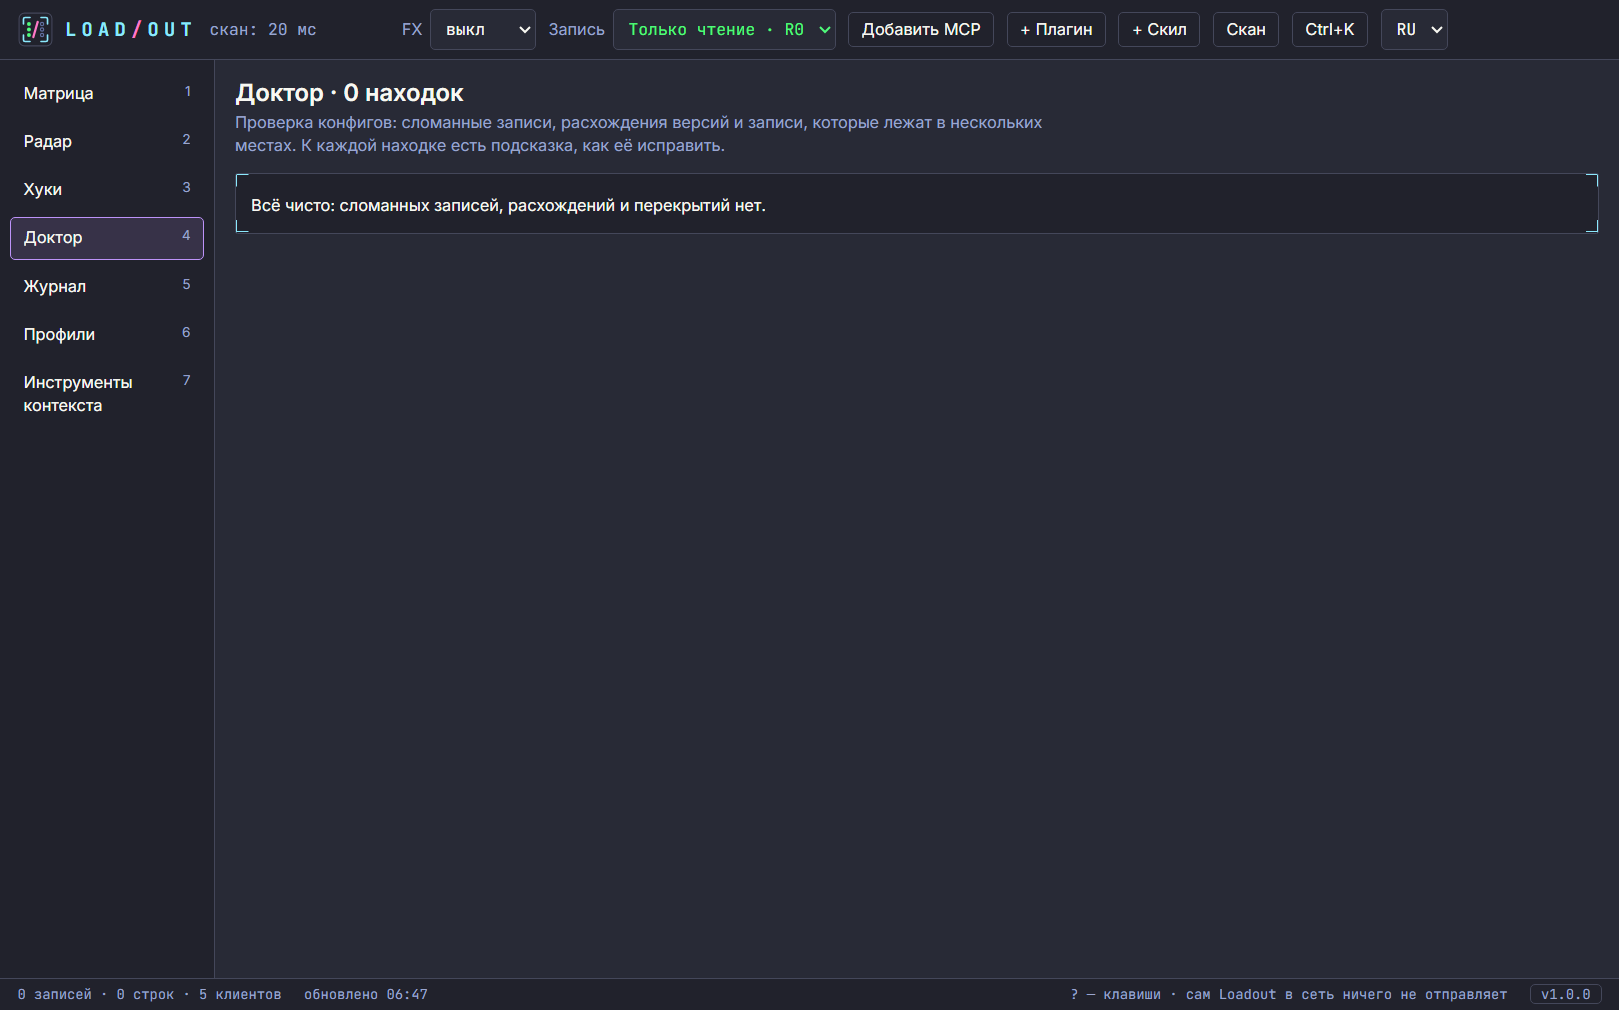 LOAD/OUT скан: 20 мс FX выкл Запись Только чтение · R0 Добавить MCP + Плагин + Скил Скан Ctrl+K RU
Матрица 1
Радар 2
Хуки 3
Доктор 4
Журнал 5
Профили 6
Инструменты 7
контекста
Доктор · 0 находок
Проверка конфигов: сломанные записи, расхождения версий и записи, которые лежат в нескольких
местах. К каждой находке есть подсказка, как её исправить.
Всё чисто: сломанных записей, расхождений и перекрытий нет.
0 записей · 0 строк · 5 клиентов обновлено 06:47 ? — клавиши · сам Loadout в сеть ничего не отправляет v1.0.0